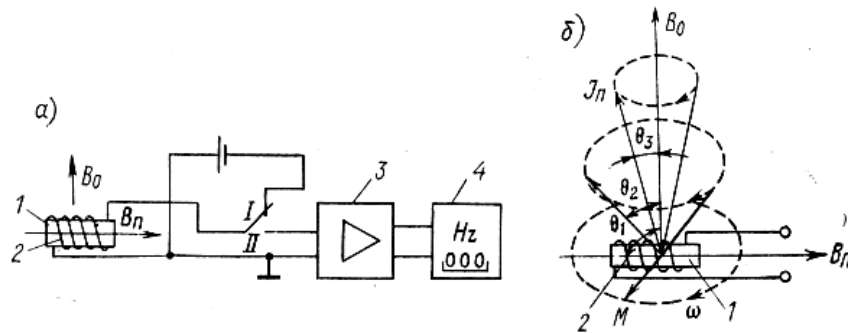 а)
B₀
1
Bп
2
I
II
3
4
Hz
000
б)
B₀
Jп
θ₃
θ₂
θ₁
Bп
2
M
ω
1